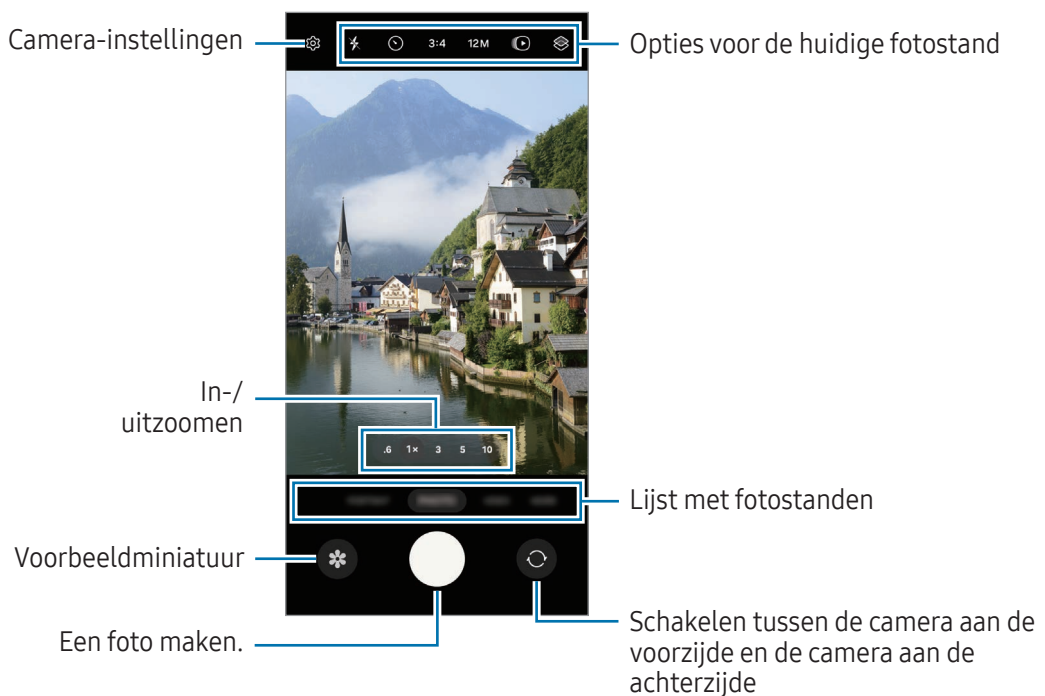 Camera-instellingen
3:4
12M
Opties voor de huidige fotostand
In-/
uitzoomen
.6 1× 3 5 10
Lijst met fotostanden
Voorbeeldminiatuur
Een foto maken.
Schakelen tussen de camera aan de
voorzijde en de camera aan de
achterzijde